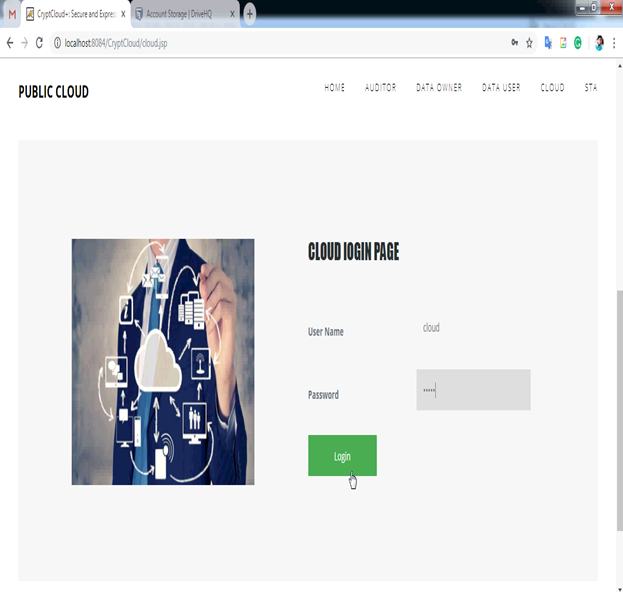 CryptCloud+: Secure and Expres
Account Storage | DriveHQ
localhost:8084/CryptCloud/cloud.jsp
PUBLIC CLOUD
HOME
AUDITOR
DATA OWNER
DATA USER
CLOUD
STA
CLOUD lOGIN PAGE
User Name
cloud
Password
•••••
Login